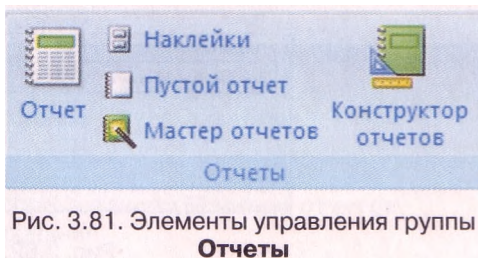 Отчет
Наклейки
Пустой отчет
Мастер отчетов
Конструктор
отчетов
Отчеты
Рис. 3.81. Элементы управления группы
Отчеты